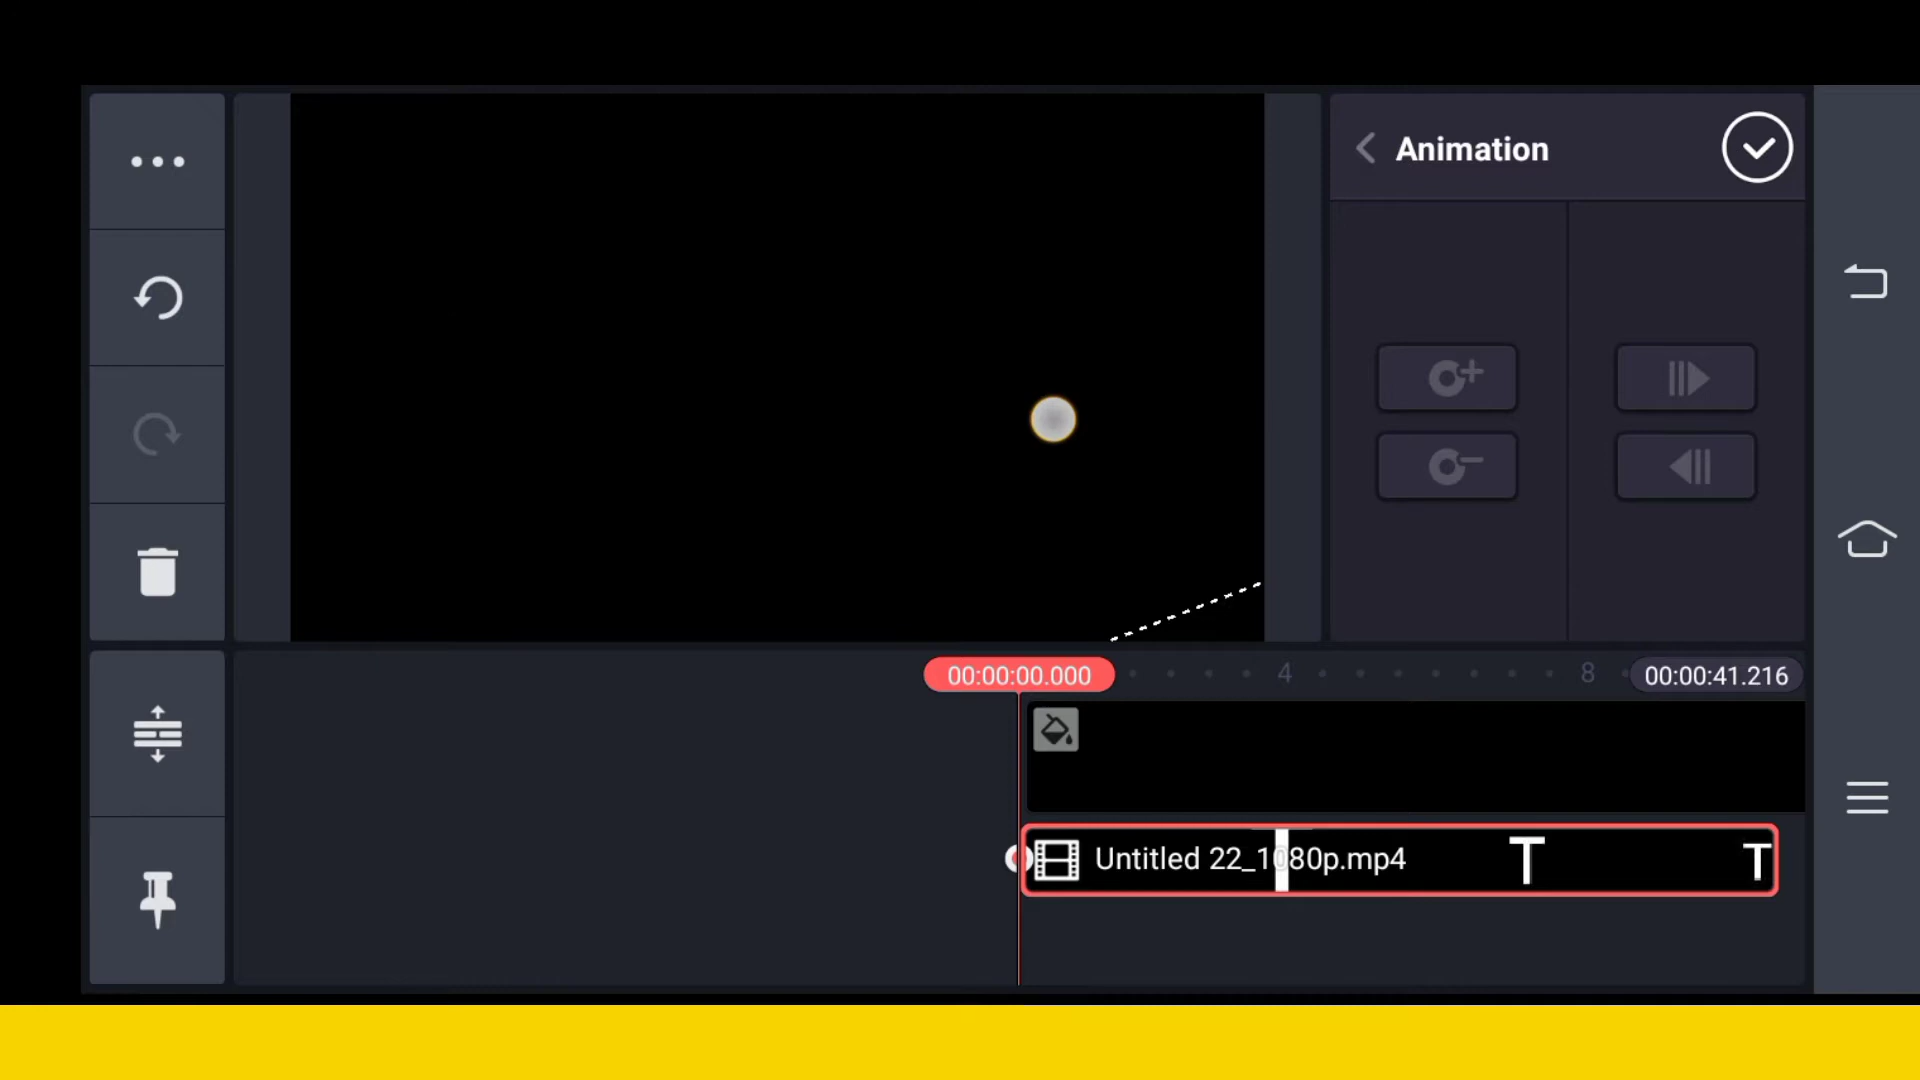 Animation
00:00:00.000
4
8
00:00:41.216
Untitled 22_1080p.mp4
T
T